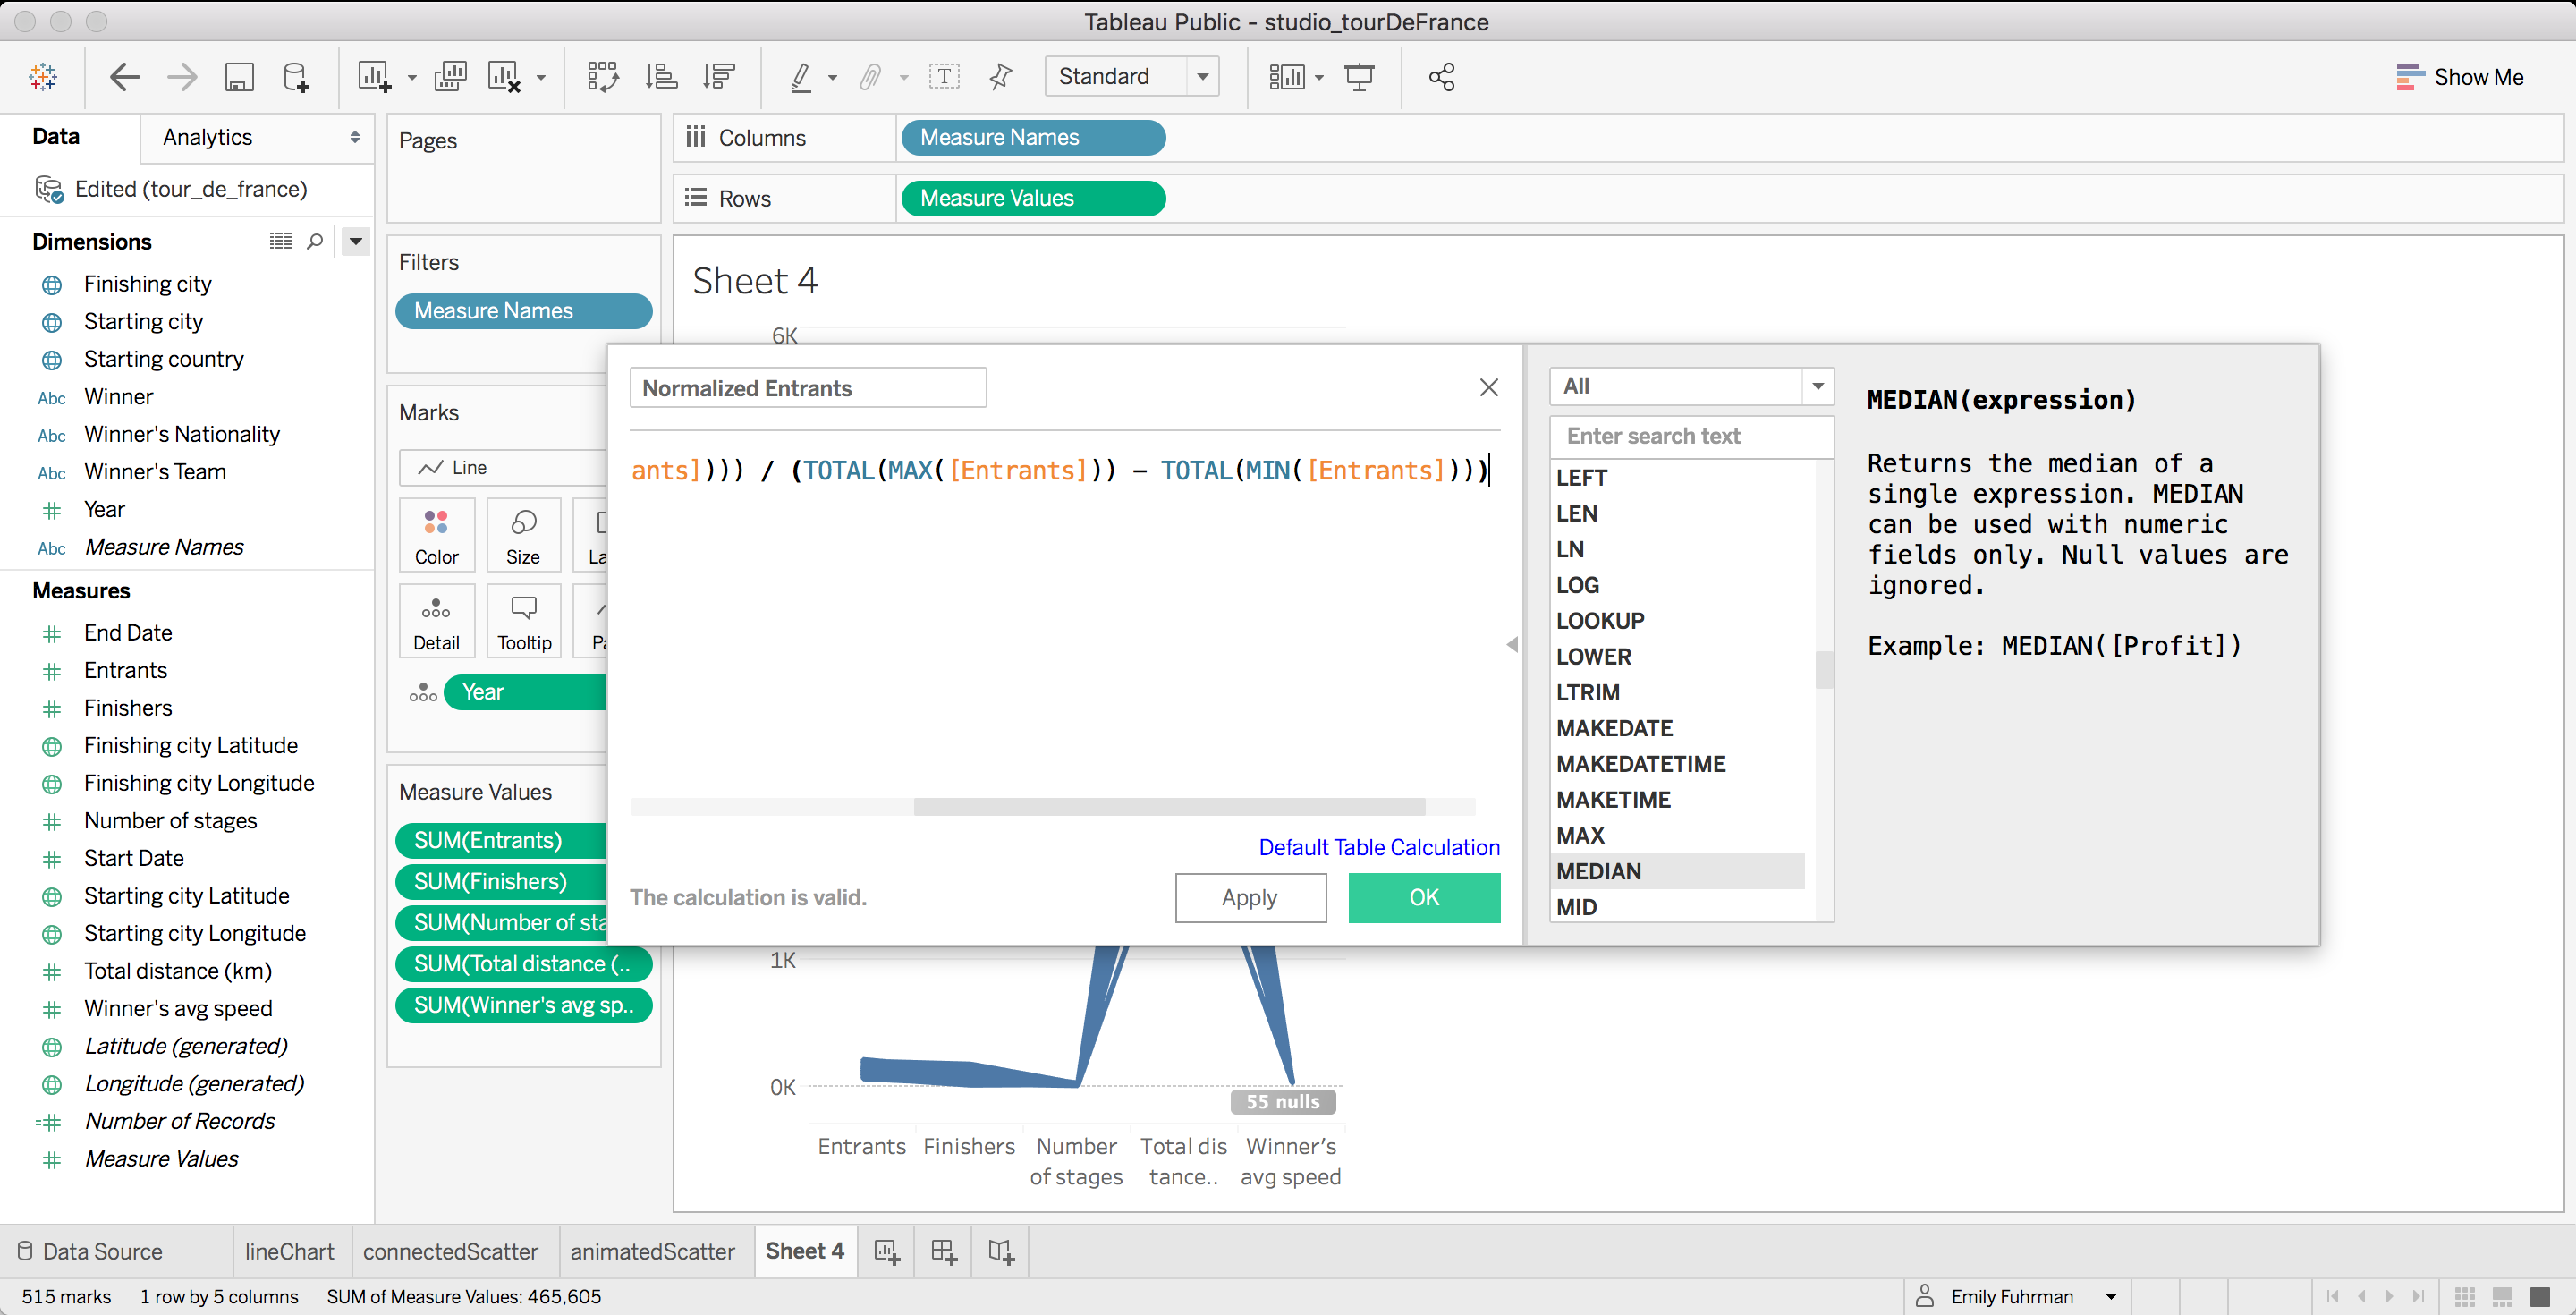 Tableau Public - studio_tourDeFrance
Standard
Show Me
Data
Analytics
Edited (tour_de_france)
Dimensions
Finishing city
Starting city
Starting country
Abc Winner
Abc Winner's Nationality
Abc Winner's Team
Year
Abc Measure Names
Measures
End Date
Entrants
Finishers
Finishing city Latitude
Finishing city Longitude
Number of stages
Start Date
Starting city Latitude
Starting city Longitude
Total distance (km)
Winner's avg speed
Latitude (generated)
Longitude (generated)
Number of Records
Measure Values
Pages
Filters
Measure Names
Marks
Line
Color
Size
La
Detail
Tooltip
Pa
Year
Measure Values
SUM(Entrants)
SUM(Finishers)
SUM(Number of sta
SUM(Total distance (..
SUM(Winner's avg sp..
Columns
Measure Names
Rows
Measure Values
Sheet 4
6K
Normalized Entrants
ants]))) / (TOTAL(MAX([Entrants])) - TOTAL(MIN([Entrants])))
Default Table Calculation
The calculation is valid.
Apply
OK
All
Enter search text
LEFT
LEN
LN
LOG
LOOKUP
LOWER
LTRIM
MAKEDATE
MAKEDATETIME
MAKETIME
MAX
MEDIAN
MID
MEDIAN(expression)
Returns the median of a
single expression. MEDIAN
can be used with numeric
fields only. Null values are
ignored.
Example: MEDIAN([Profit])
1K
0K
55 nulls
Entrants
Finishers
Number
of stages
Total dis
tance..
Winner's
avg speed
Data Source
lineChart
connectedScatter
animatedScatter
Sheet 4
515 marks
1 row by 5 columns
SUM of Measure Values: 465,605
Emily Fuhrman